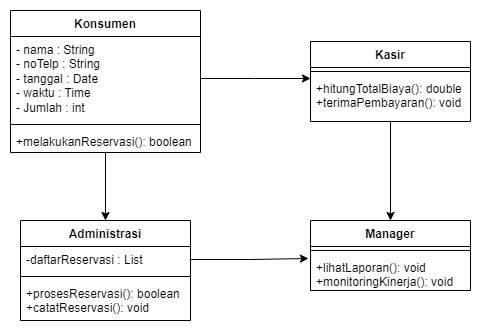 Konsumen
- nama : String
- noTelp : String
- tanggal : Date
- waktu : Time
- Jumlah : int
+melakukanReservasi(): boolean
Kasir
+hitungTotalBiaya(): double
+terimaPembayaran(): void
Administrasi
-daftarReservasi : List
+prosesReservasi(): boolean
+catatReservasi(): void
Manager
+lihatLaporan(): void
+monitoringKinerja(): void